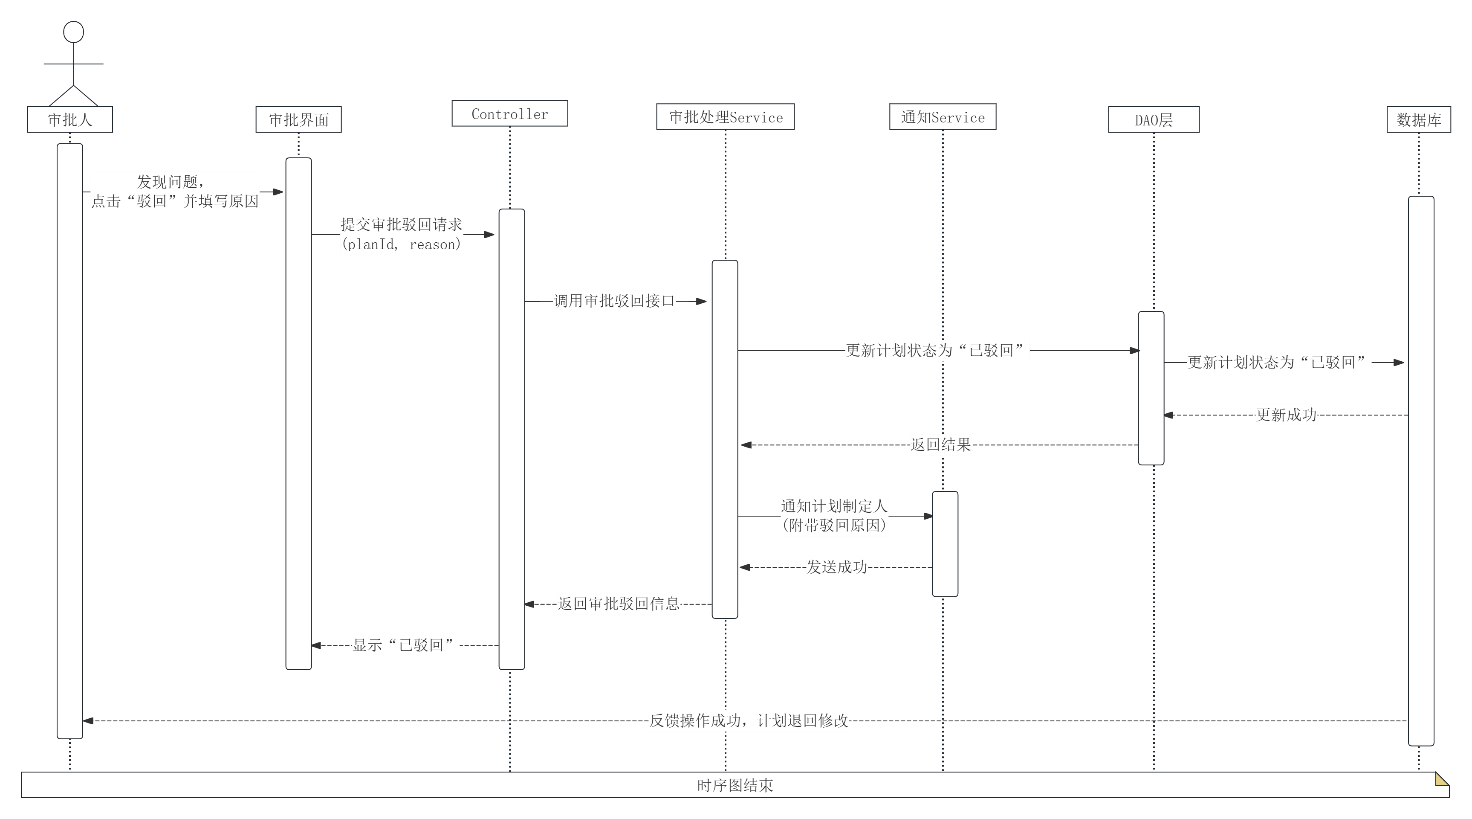 审批人
审批界面
Controller
审批处理Service
通知Service
DAO层
数据库
发现问题，
点击“驳回”并填写原因
提交审批驳回请求
(planId, reason)
调用审批驳回接口
更新计划状态为“已驳回”
更新计划状态为“已驳回”
更新成功
返回结果
通知计划制定人
(附带驳回原因)
发送成功
返回审批驳回信息
显示“已驳回”
反馈操作成功，计划退回修改
时序图结束